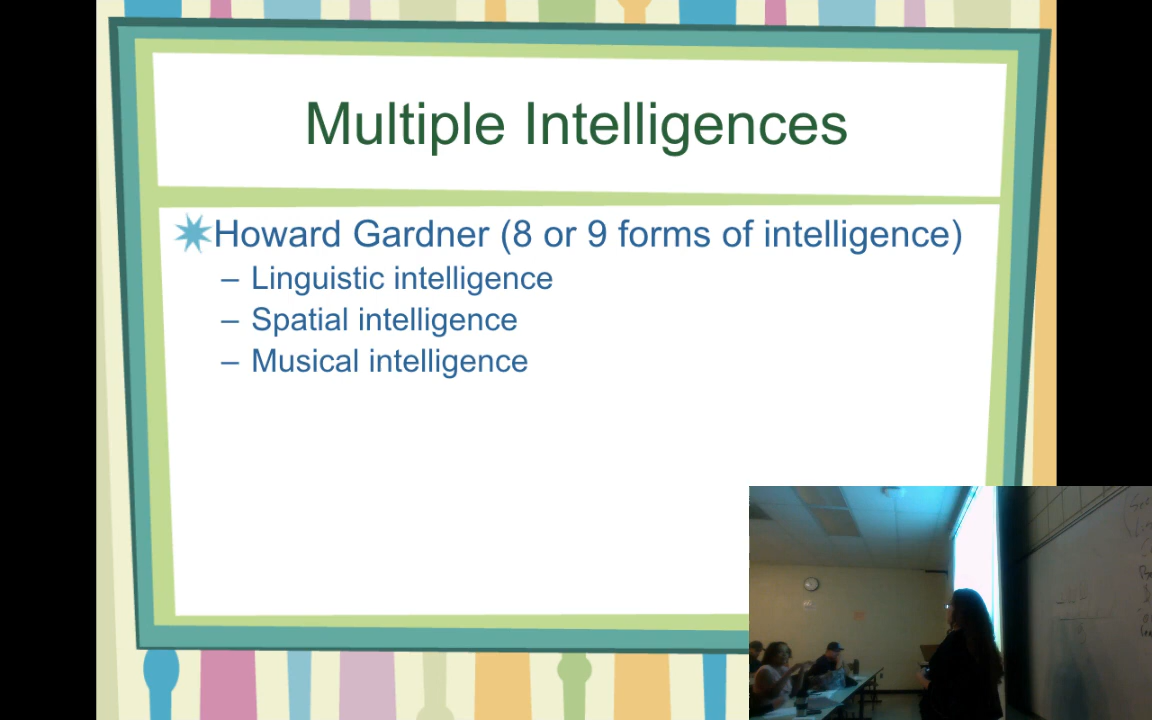 Multiple Intelligences
Howard Gardner (8 or 9 forms of intelligence)
– Linguistic intelligence
– Spatial intelligence
– Musical intelligence